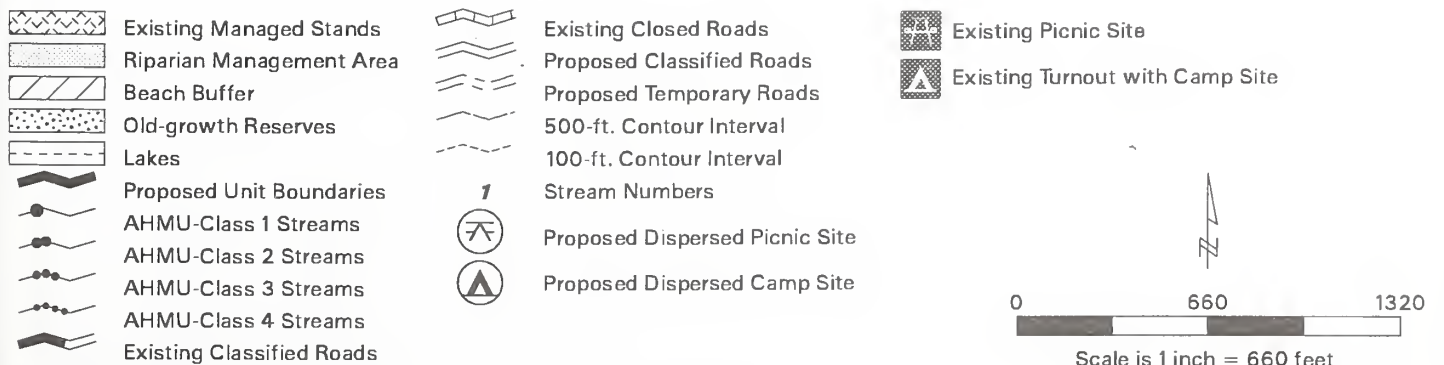 Existing Managed Stands
Riparian Management Area
Beach Buffer
Old-growth Reserves
Lakes
Proposed Unit Boundaries
AHMU-Class 1 Streams
AHMU-Class 2 Streams
AHMU-Class 3 Streams
AHMU-Class 4 Streams
Existing Classified Roads
Existing Closed Roads
Proposed Classified Roads
Proposed Temporary Roads
500-ft. Contour Interval
100-ft. Contour Interval
1 Stream Numbers
Proposed Dispersed Picnic Site
Proposed Dispersed Camp Site
Existing Picnic Site
Existing Turnout with Camp Site
N
0 660 1320
Scale is 1 inch = 660 feet